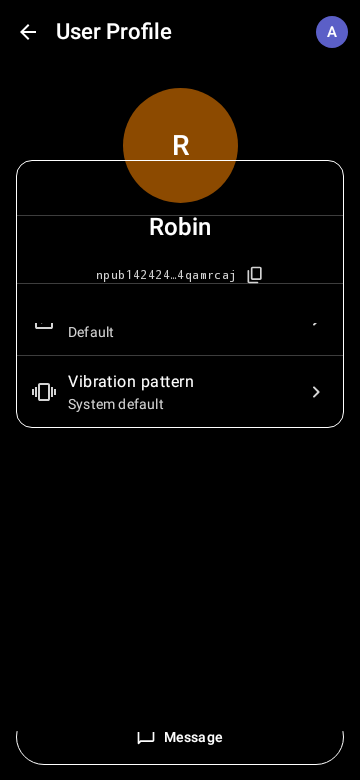 User Profile
A
R
Robin
npub142424…4qamrcaj
Default
Vibration pattern
System default
Message